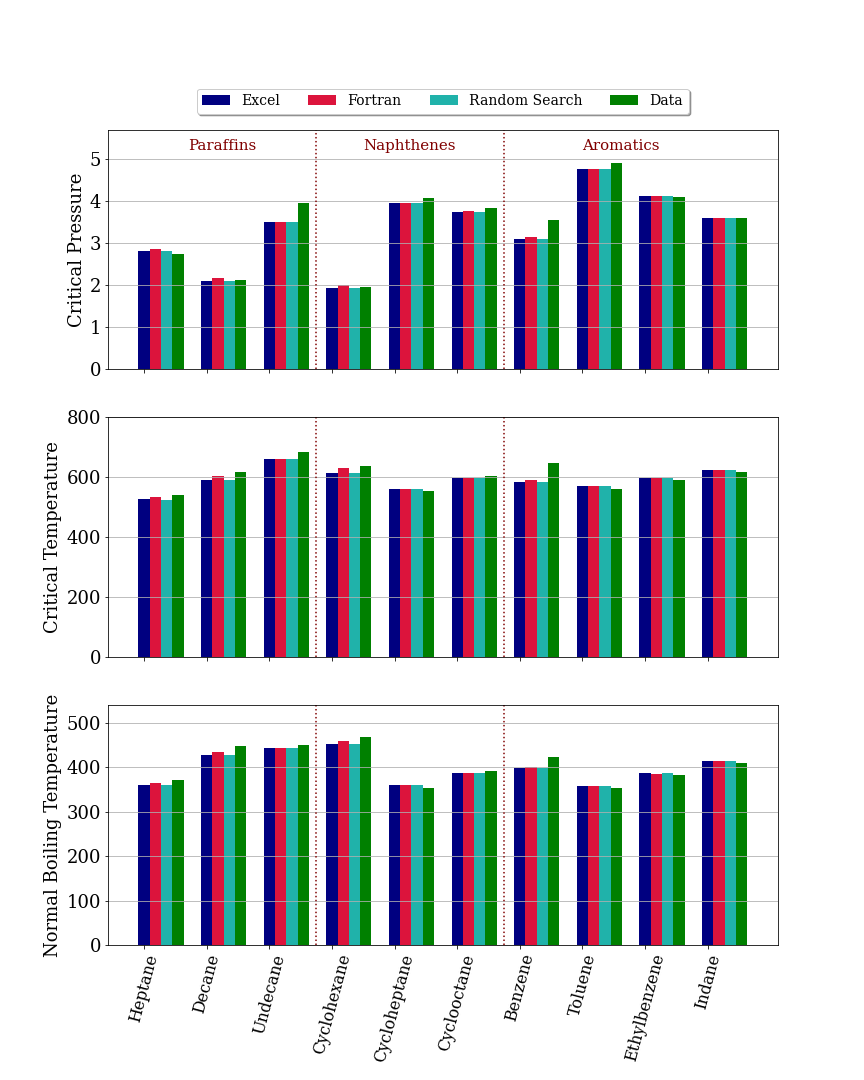 Excel Fortran Random Search Data
Paraffins Naphthenes Aromatics
Critical Pressure
5
4
3
2
1
0
Critical Temperature
800
600
400
200
0
Normal Boiling Temperature
500
400
300
200
100
0
Heptane
Decane
Undecane
Cyclohexane
Cycloheptane
Cyclooctane
Benzene
Toluene
Ethylbenzene
Indane